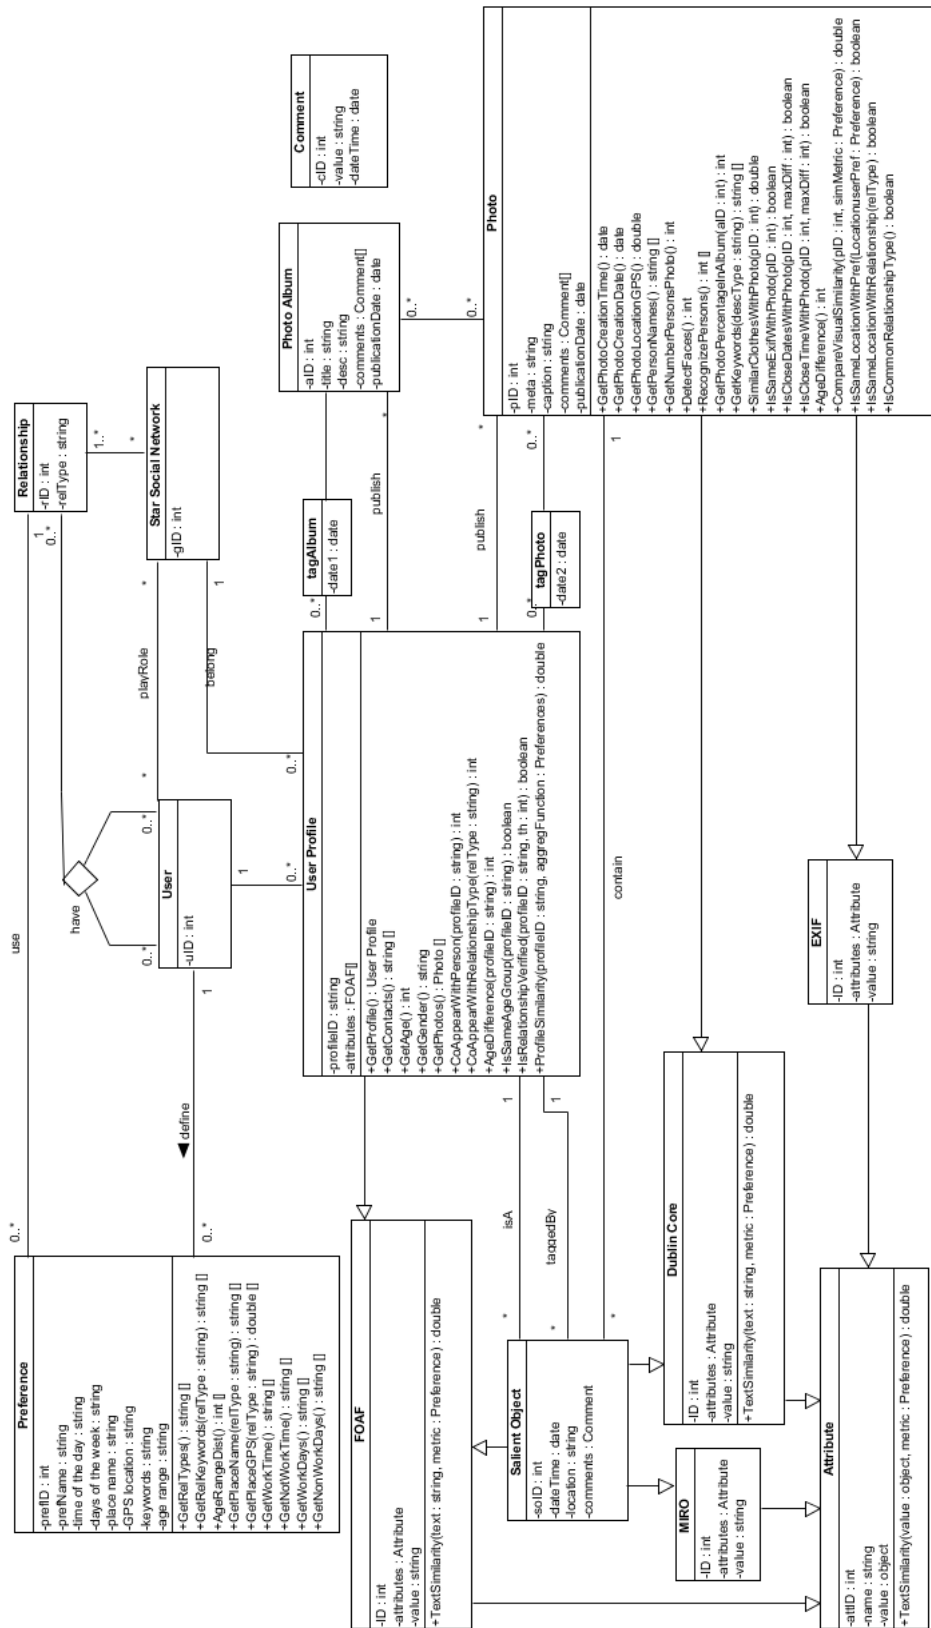 Preference
-prefID : int
-prefName : string
-time of the day : string
-days of the week : string
-place name : string
-GPS location : string
-keywords : string
-age range : string
+GetRelTypes() : string []
+GetRelKeywords(relType : string) : string []
+AgeRangeDist() : int []
+GetPlaceName(relType : string) : string []
+GetPlaceGPS(relType : string) : double []
+GetWorkTime() : string []
+GetNotWorkTime() : string []
+GetWorkDays() : string []
+GetNonWorkDays() : string []
0..*
use
1
0..*
Relationship
-rID : int
-relType : string
1..*
*
Star Social Network
-gID : int
have
0..*
0..*
User
-uID : int
*
playRole
*
0..*
◀ define
1
1
0..*
0..*
belong
1
User Profile
-profileID : string
-attributes : FOAF[]
+GetProfile() : User Profile
+GetContacts() : string []
+GetAge() : int
+GetGender() : string
+GetPhotos() : Photo []
+CoAppearWithPerson(profileID : string) : int
+CoAppearWithRelationshipType(relType : string) : int
+AgeDifference(profileID : string) : int
+IsSameAgeGroup(profileID : string) : boolean
+IsRelationshipVerified(profileID : string, th : int) : boolean
+ProfileSimilarity(profileID : string, aggregFunction : Preferences) : double
0..*
tagAlbum
-date1 : date
1
publish
*
Photo Album
-aID : int
-title : string
-desc : string
-comments : Comment[]
-publicationDate : date
Comment
-cID : int
-value : string
-dateTime : date
0..*
0..*
1
publish
*
0..*
tagPhoto
-date2 : date
0..*
Photo
-pID : int
-meta : string
-caption : string
-comments : Comment[]
-publicationDate : date
+GetPhotoCreationTime() : date
+GetPhotoCreationDate() : date
+GetPhotoLocationGPS() : double
+GetPersonNames() : string []
+GetNumberPersonsPhoto() : int
+DetectFaces() : int
+RecognizePersons() : int []
+GetPhotoPercentageInAlbum(aID : int) : int
+GetKeywords(descType : string) : string []
+SimilarClothesWithPhoto(pID : int) : double
+IsSameExifWithPhoto(pID : int) : boolean
+IsCloseDatesWithPhoto(pID : int, maxDiff : int) : boolean
+IsCloseTimeWithPhoto(pID : int, maxDiff : int) : boolean
+AgeDifference() : int
+CompareVisualSimilarity(pID : int, simMetric : Preference) : double
+IsSameLocationWithPref(LocationuserPref : Preference) : boolean
+IsSameLocationWithRelationship(relType) : boolean
+IsCommonRelationshipType() : boolean
FOAF
-ID : int
-attributes : Attribute
-value : string
+TextSimilarity(text : string, metric : Preference) : double
*
isA
1
*
taggedBy
1
*
contain
1
Salient Object
-soID : int
-dateTime : date
-location : string
-comments : Comment
MIRO
-ID : int
-attributes : Attribute
-value : string
Dublin Core
-ID : int
-attributes : Attribute
-value : string
+TextSimilarity(text : string, metric : Preference) : double
EXIF
-ID : int
-attributes : Attribute
-value : string
Attribute
-attID : int
-name : string
-value : object
+TextSimilarity(value : object, metric : Preference) : double